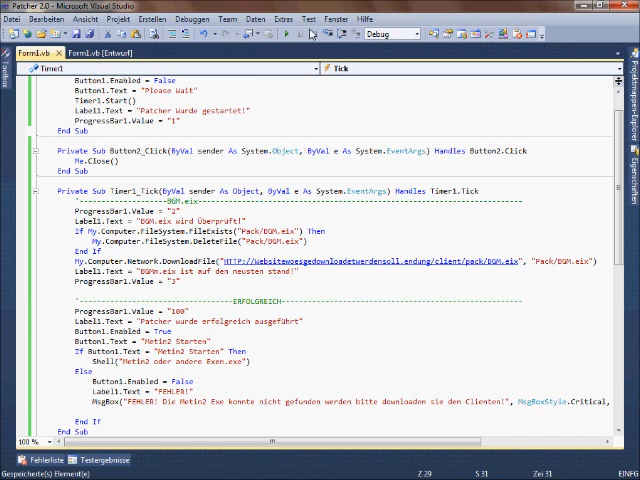 Patcher 2.0 - Microsoft Visual Studio
Datei Bearbeiten Ansicht Projekt Erstellen Debuggen Team Daten Extras Test Fenster Hilfe
Debug
Form1.vb Form1.vb [Entwurf]
Timer1 Tick
Button1.Enabled = False
Button1.Text = "Please Wait"
Timer1.Start()
Label1.Text = "Patcher Wurde gestartet!"
ProgressBar1.Value = "1"
End Sub
Private Sub Button2_Click(ByVal sender As System.Object, ByVal e As System.EventArgs) Handles Button2.Click
Me.Close()
End Sub
Private Sub Timer1_Tick(ByVal sender As Object, ByVal e As System.EventArgs) Handles Timer1.Tick
'--------------------BGM.eix--------------------
ProgressBar1.Value = "2"
Label1.Text = "BGM.eix wird Überprüft!"
If My.Computer.FileSystem.FileExists("Pack/BGM.eix") Then
My.Computer.FileSystem.DeleteFile("Pack/BGM.eix")
End If
My.Computer.Network.DownloadFile("HTTP://Websitewoesgedownloadetwerdensoll.endung/client/pack/BGM.eix", "Pack/BGM.eix")
Label1.Text = "BGMm.eix ist auf den neusten stand!"
ProgressBar1.Value = "3"
'-----------------------------------ERFOLGREICH-----------------------------------
ProgressBar1.Value = "100"
Label1.Text = "Patcher wurde erfolgreich ausgeführt"
Button1.Enabled = True
Button1.Text = "Metin2 Starten"
If Button1.Text = "Metin2 Starten" Then
Shell("Metin2 oder andere Exen.exe")
Else
Button1.Enabled = False
Label1.Text = "FEHLER!"
MsgBox("FEHLER! Die Metin2 Exe konnte nicht gefunden werden bitte downloaden sie den Clienten!", MsgBoxStyle.Critical,
End If
End Sub
100 %
Fehlerliste Testergebnisse
Gespeicherte(s) Element(e) Z 29 S 31 Zei 31 EINFG
Toolbox
Projektmappen-Explorer
Eigenschaften